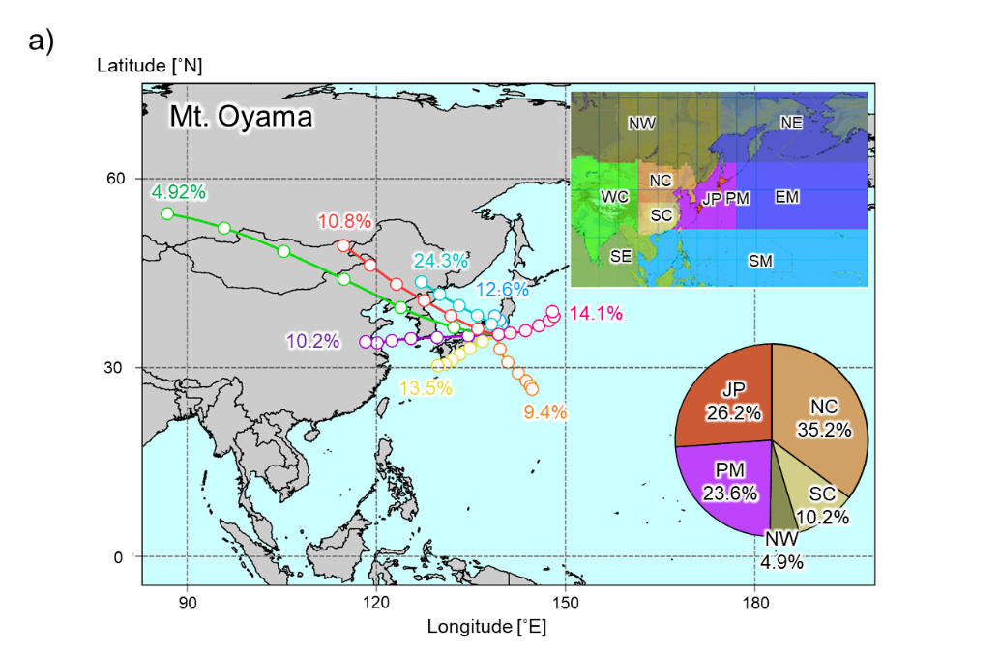 a)
Latitude [˚N]
Mt. Oyama
NW
NE
60
4.92%
NC
WC
JP PM
EM
10.8%
SC
24.3%
SE
SM
12.6%
14.1%
10.2%
30
13.5%
9.4%
JP
26.2%
NC
35.2%
PM
23.6%
SC
10.2%
NW
4.9%
0
90
120
150
180
Longitude [˚E]